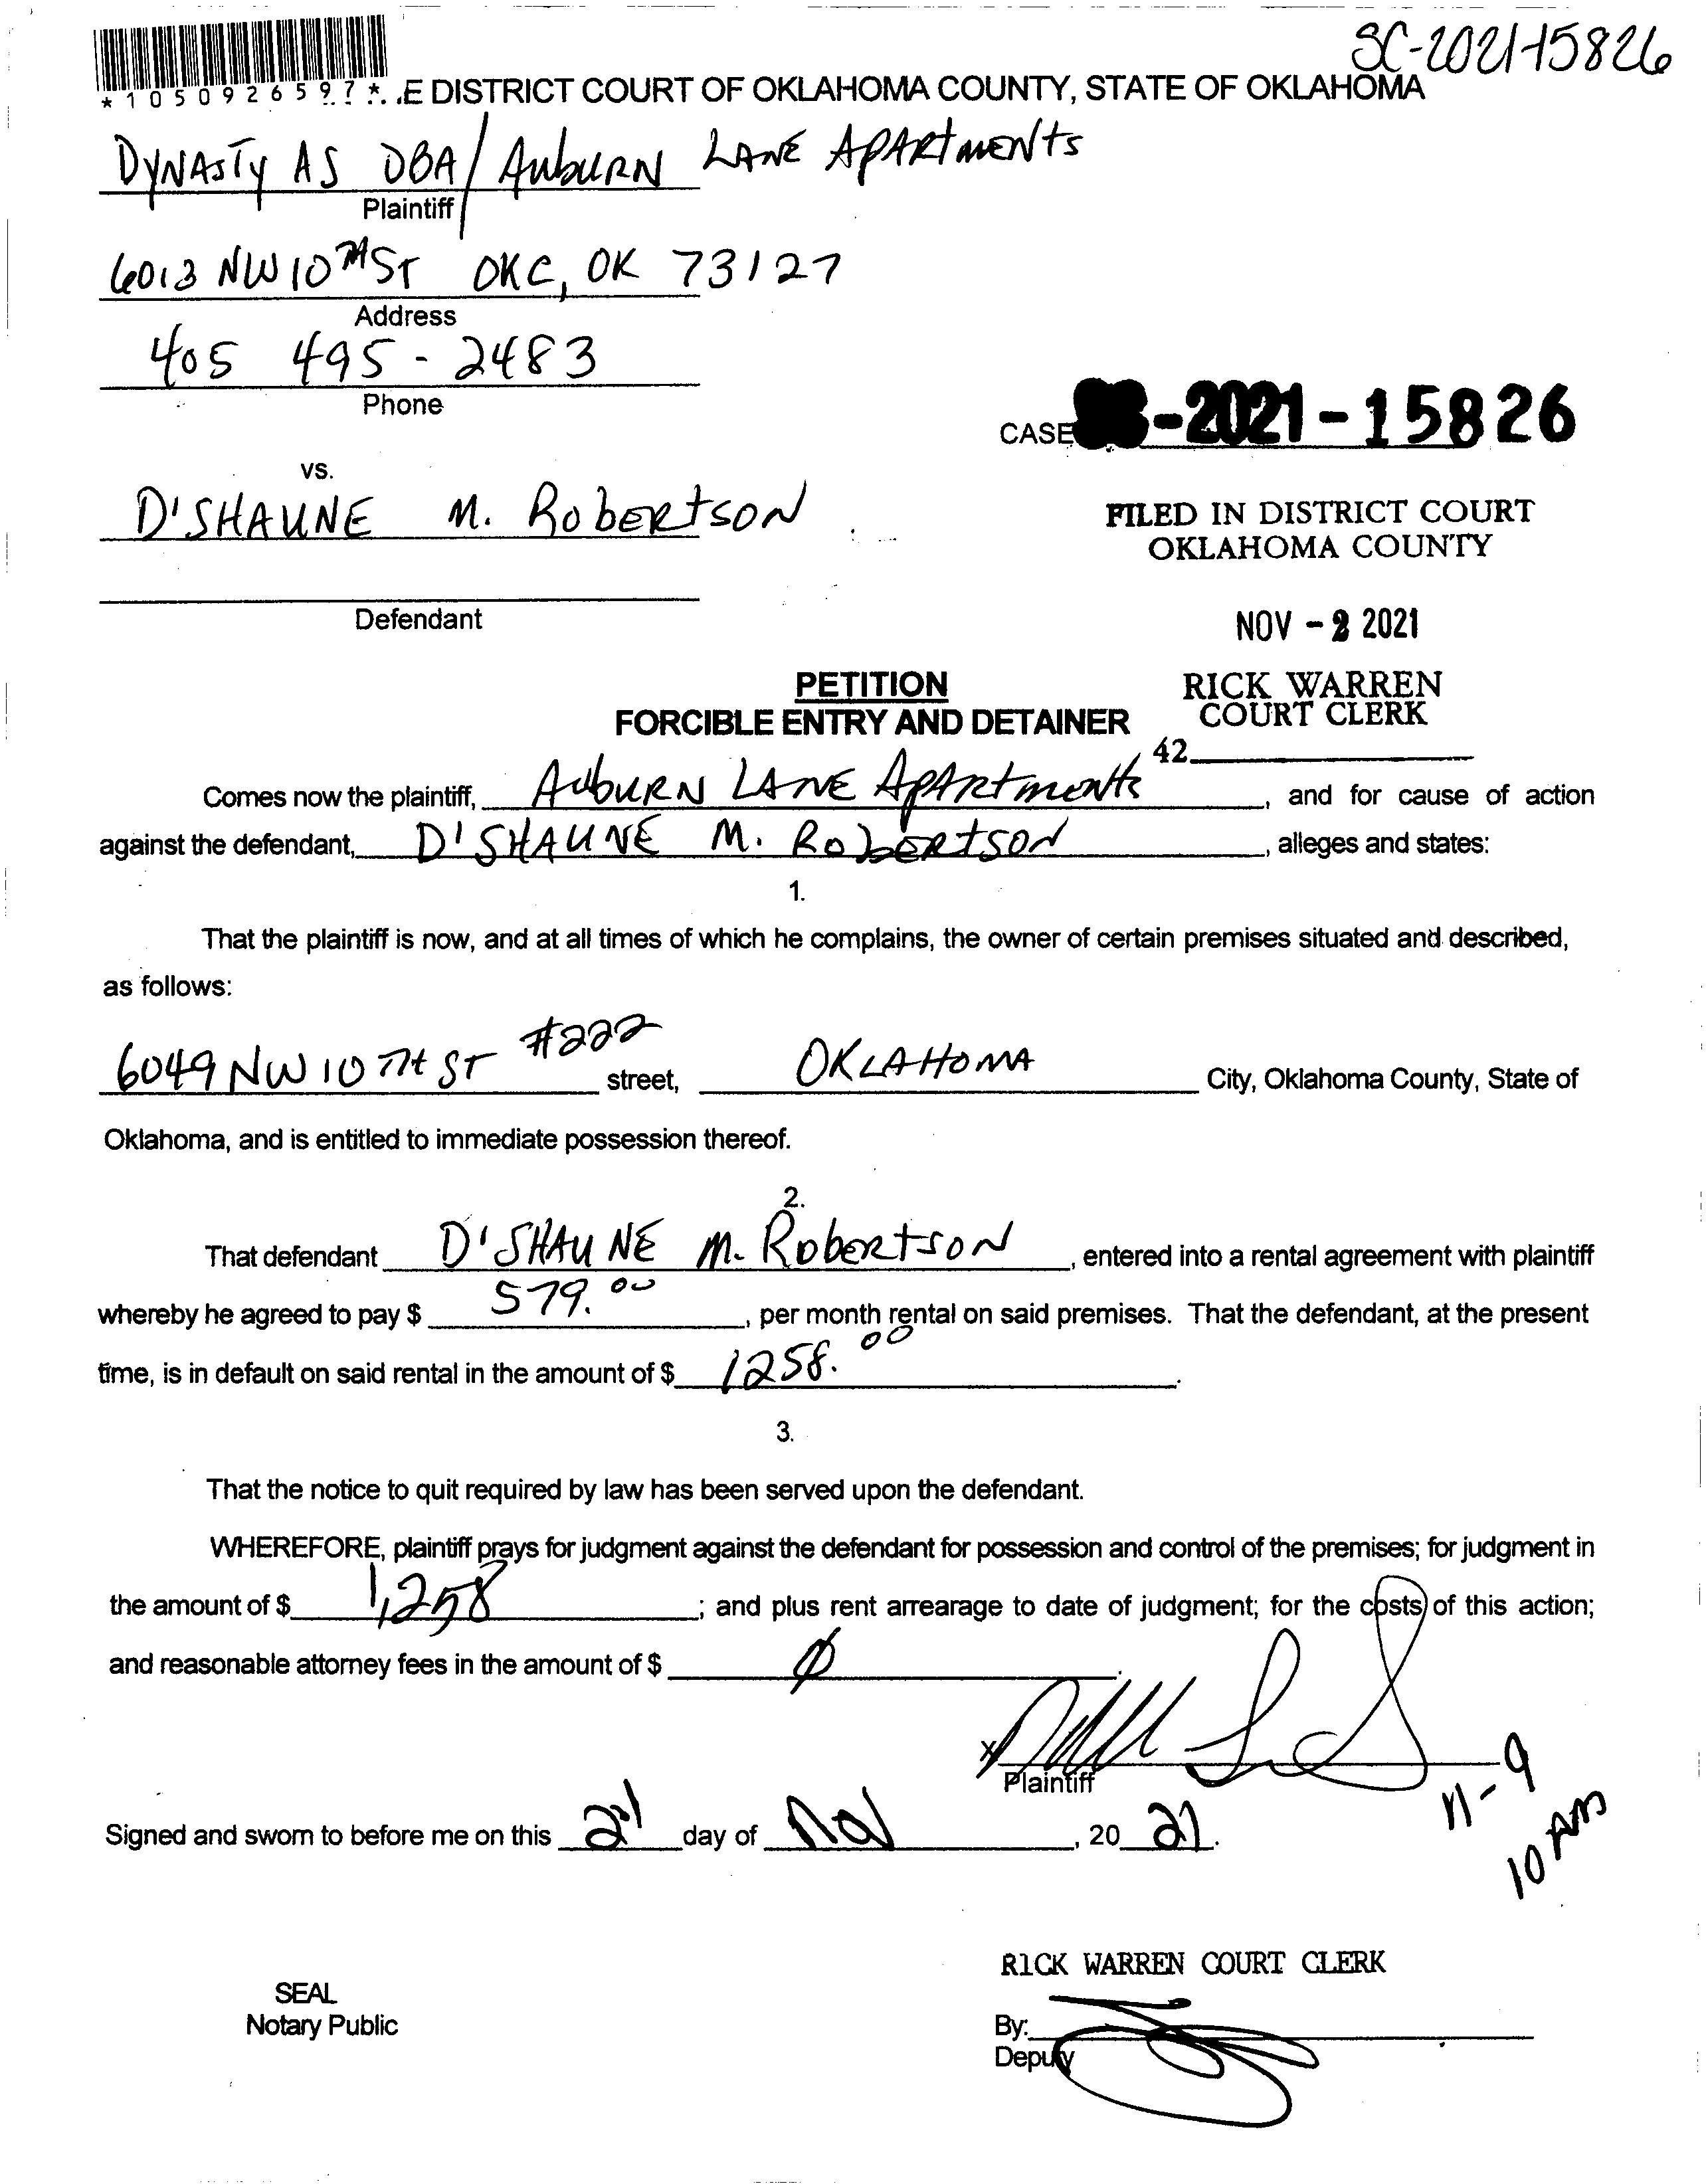 SC-2021-15826
*1050926597*
E DISTRICT COURT OF OKLAHOMA COUNTY, STATE OF OKLAHOMA
DYNASTY AS DBA/ AuburN LANE APARtmENts
Plaintiff
6013 NW 10TH ST OKC, OK 73127
Address
405 495-2483
Phone
CASE -2021-15826
vs.
D'SHAUNE M. RobERtSON
FILED IN DISTRICT COURT
OKLAHOMA COUNTY
Defendant
NOV - 2 2021
PETITION
RICK WARREN
FORCIBLE ENTRY AND DETAINER
COURT CLERK
42
Comes now the plaintiff, AubURN LANE APARtments, and for cause of action
against the defendant, D'SHAUNE M. RobERtSON, alleges and states:
1.
That the plaintiff is now, and at all times of which he complains, the owner of certain premises situated and described,
as follows:
6049 NW 10 TH ST #222 street, OKLAHOMA City, Oklahoma County, State of
Oklahoma, and is entitled to immediate possession thereof.
2.
That defendant D'SHAUNE M. RobERtSON, entered into a rental agreement with plaintiff
whereby he agreed to pay $ 579.00, per month rental on said premises. That the defendant, at the present
time, is in default on said rental in the amount of $ 1258.00.
3.
That the notice to quit required by law has been served upon the defendant.
WHEREFORE, plaintiff prays for judgment against the defendant for possession and control of the premises; for judgment in
the amount of $ 1,258; and plus rent arrearage to date of judgment; for the costs of this action;
and reasonable attorney fees in the amount of $ Ø.
X
Plaintiff
11-9
10 AM
Signed and sworn to before me on this 2 day of Nov, 20 21.
RICK WARREN COURT CLERK
SEAL
Notary Public
By:
Deputy